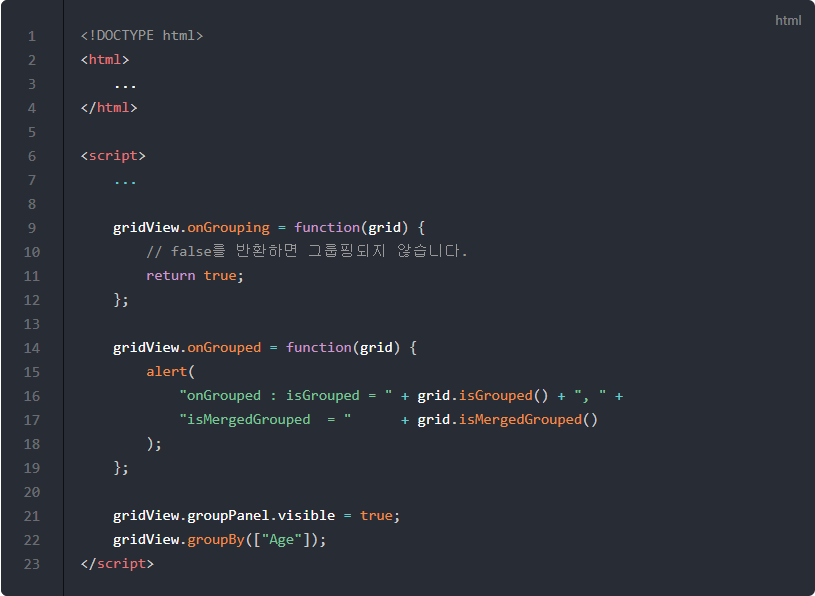 html
1 <!DOCTYPE html>
2 <html>
3     ...
4 </html>
5
6 <script>
7     ...
8
9     gridView.onGrouping = function(grid) {
10         // false를 반환하면 그룹핑되지 않습니다.
11         return true;
12     };
13
14     gridView.onGrouped = function(grid) {
15         alert(
16             "onGrouped : isGrouped = " + grid.isGrouped() + ", " +
17             "isMergedGrouped  = "      + grid.isMergedGrouped()
18         );
19     };
20
21     gridView.groupPanel.visible = true;
22     gridView.groupBy(["Age"]);
23 </script>